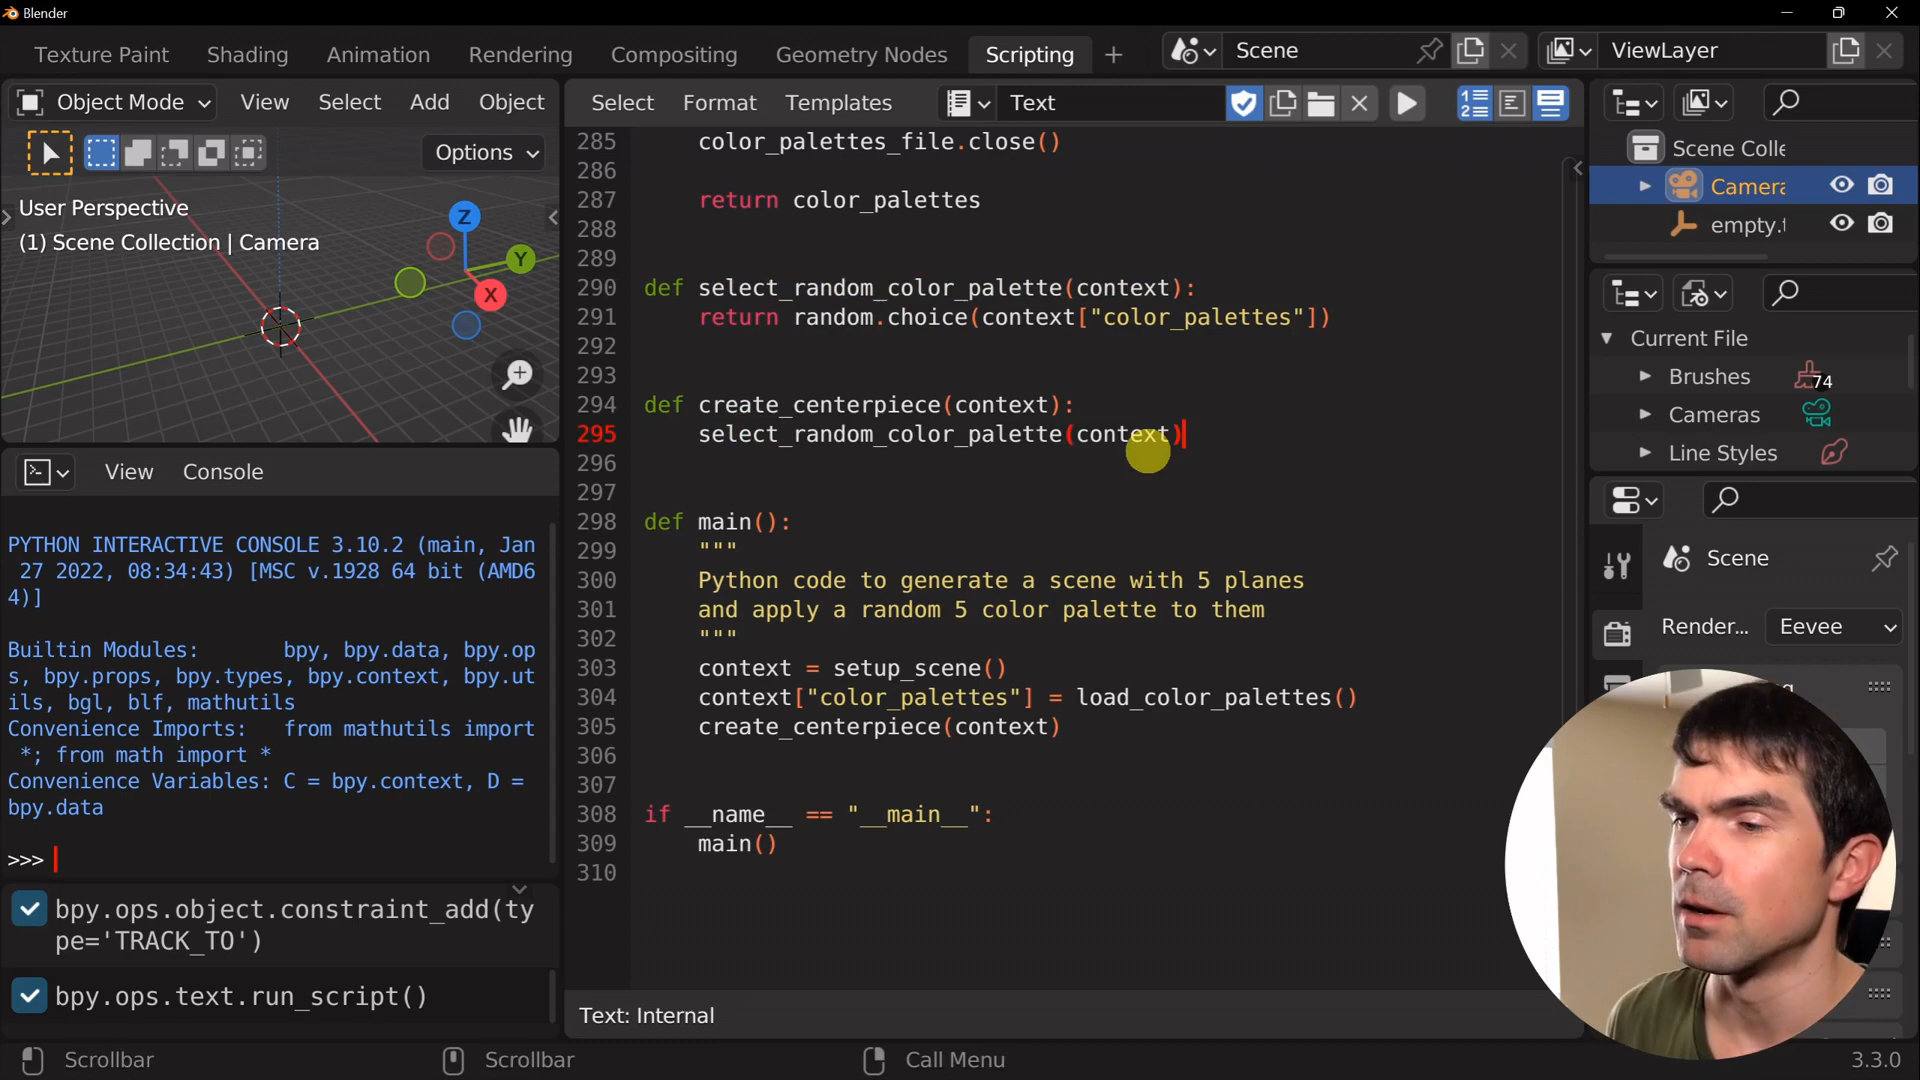 Blender
Texture Paint Shading Animation Rendering Compositing Geometry Nodes Scripting + Scene ViewLayer
Object Mode View Select Add Object
Select Format Templates Text
Options
User Perspective
(1) Scene Collection | Camera
Z
Y
X
View Console
PYTHON INTERACTIVE CONSOLE 3.10.2 (main, Jan
27 2022, 08:34:43) [MSC v.1928 64 bit (AMD6
4)]
Builtin Modules: bpy, bpy.data, bpy.op
s, bpy.props, bpy.types, bpy.context, bpy.ut
ils, bgl, blf, mathutils
Convenience Imports: from mathutils import
*; from math import *
Convenience Variables: C = bpy.context, D =
bpy.data
>>>
bpy.ops.object.constraint_add(ty
pe='TRACK_TO')
bpy.ops.text.run_script()
285 color_palettes_file.close()
286
287 return color_palettes
288
289
290 def select_random_color_palette(context):
291 return random.choice(context["color_palettes"])
292
293
294 def create_centerpiece(context):
295 select_random_color_palette(context)
296
297
298 def main():
299 """
300 Python code to generate a scene with 5 planes
301 and apply a random 5 color palette to them
302 """
303 context = setup_scene()
304 context["color_palettes"] = load_color_palettes()
305 create_centerpiece(context)
306
307
308 if __name__ == "__main__":
309 main()
310
Text: Internal
Scene Colle
Camera
empty.t
Current File
Brushes 74
Cameras
Line Styles
Scene
Render... Eevee
Scrollbar Scrollbar Call Menu 3.3.0